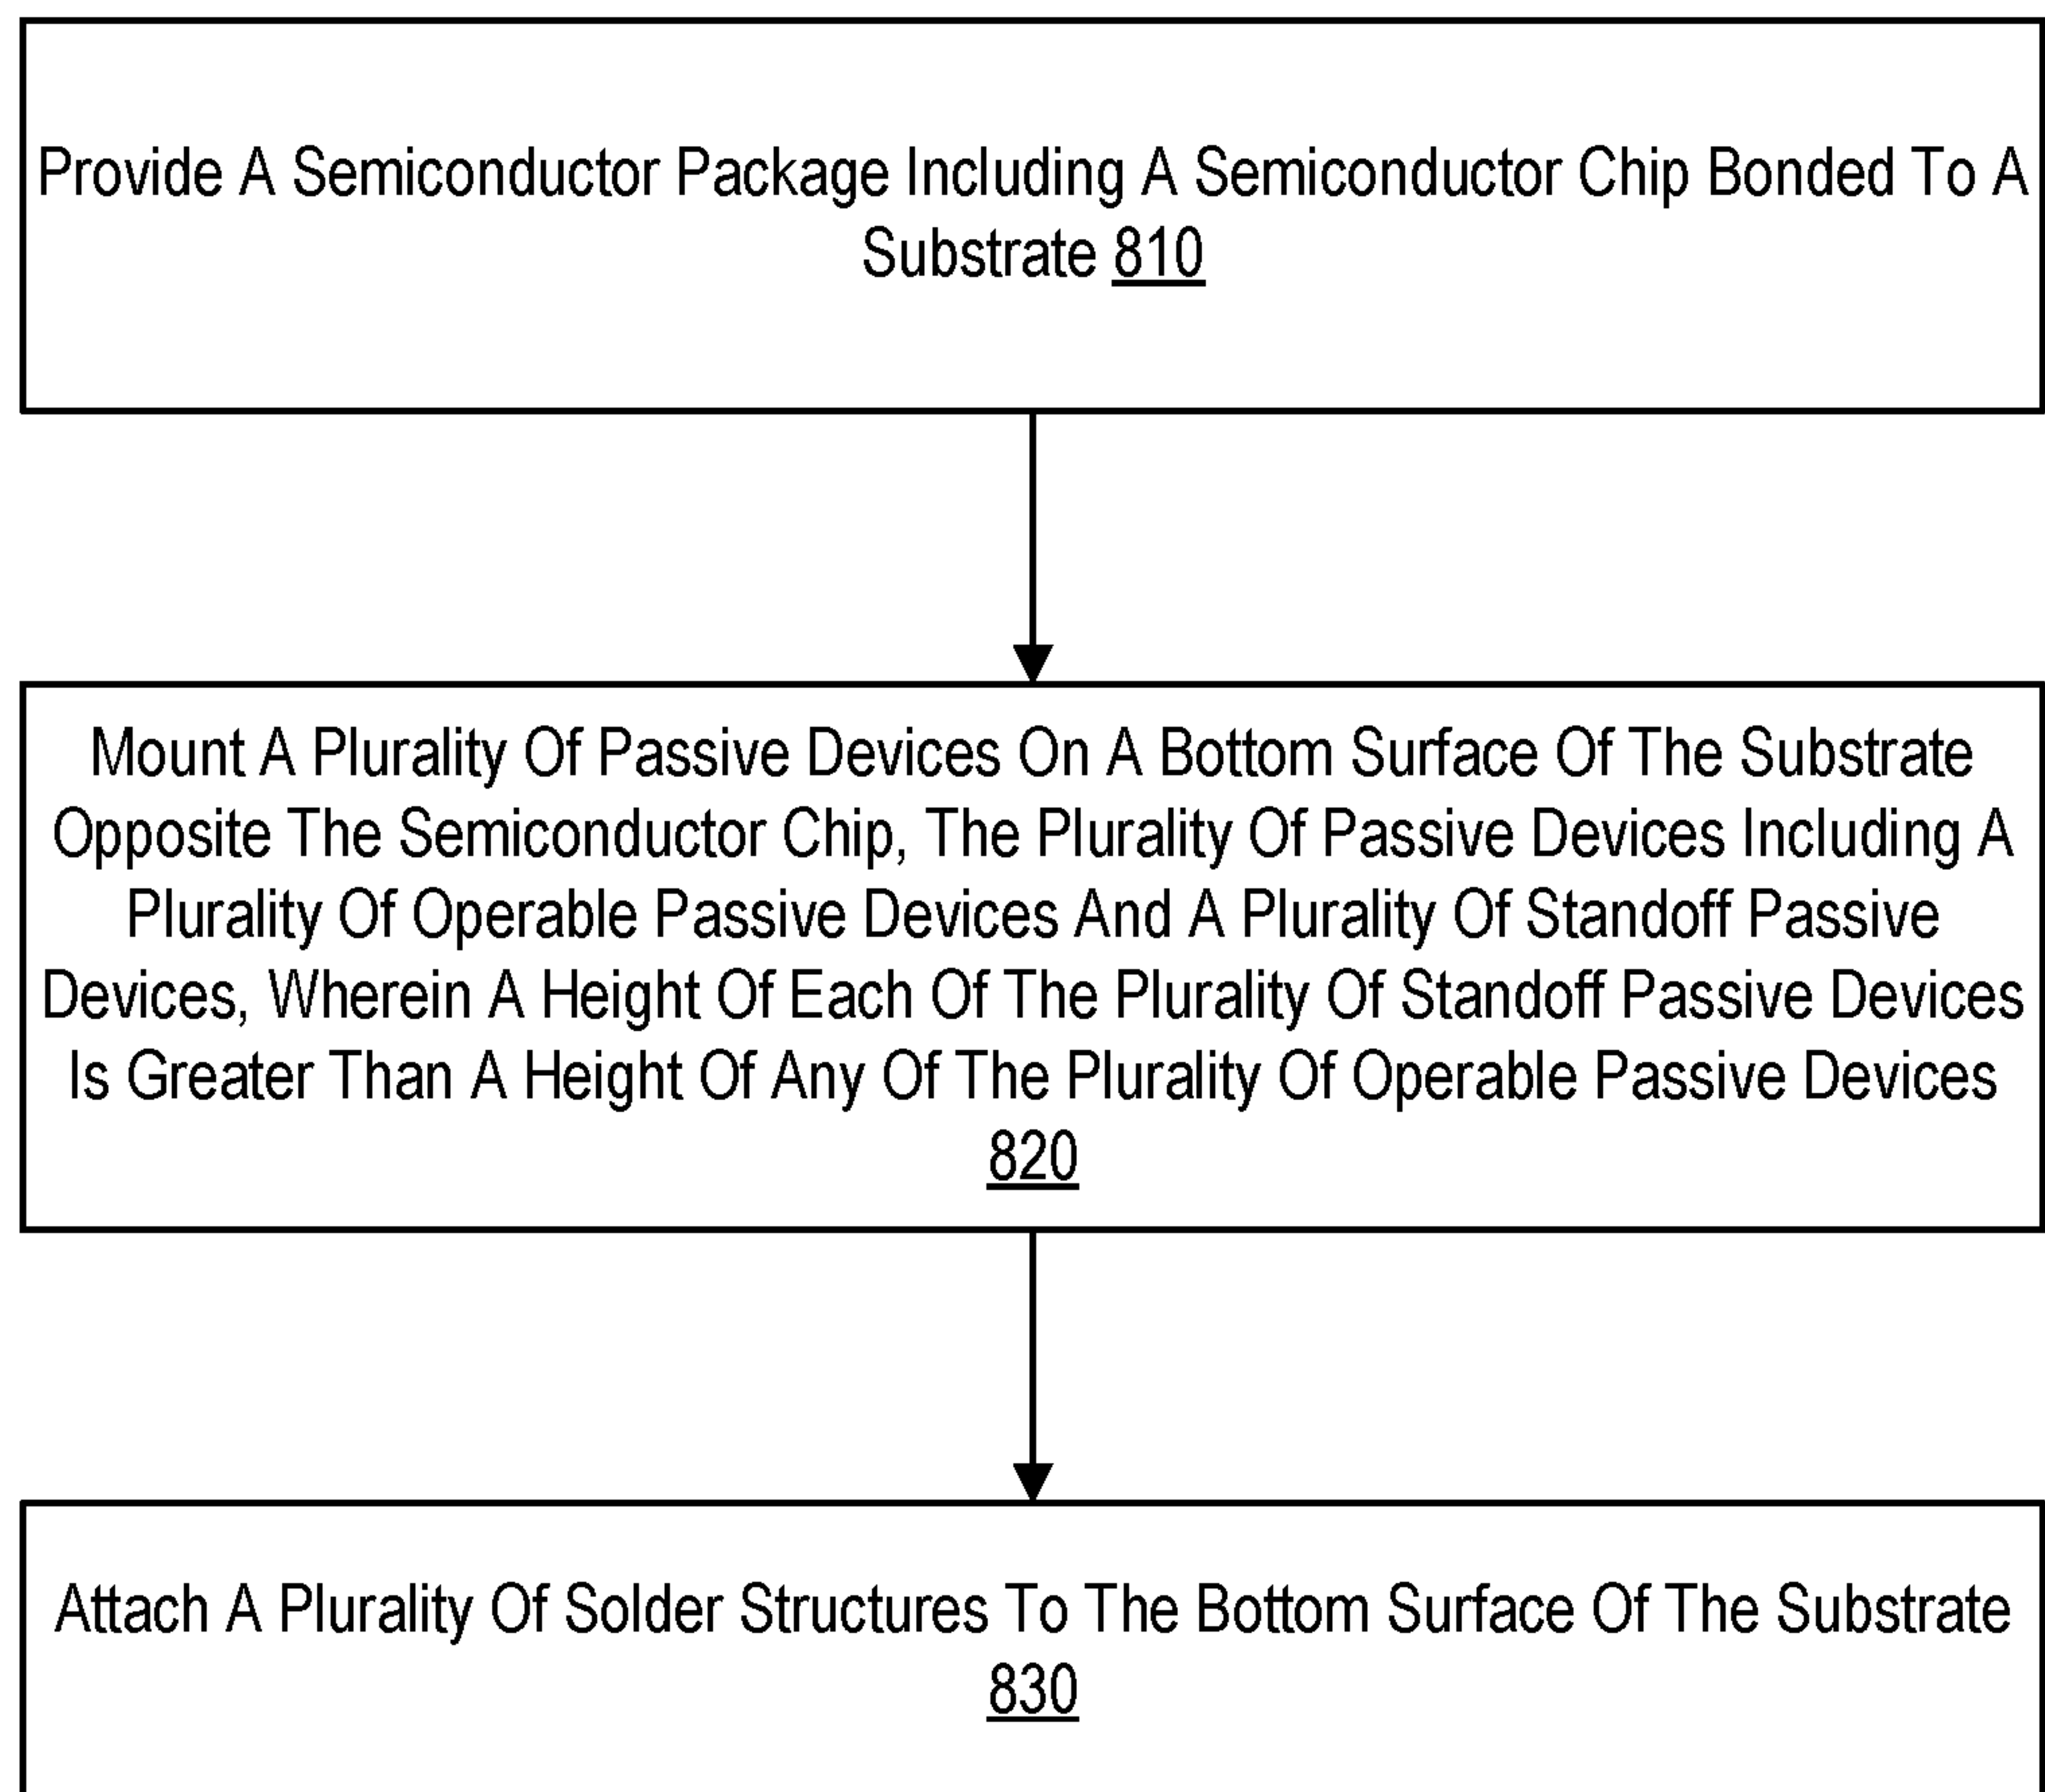 Provide A Semiconductor Package Including A Semiconductor Chip Bonded To A
Substrate 810
Mount A Plurality Of Passive Devices On A Bottom Surface Of The Substrate
Opposite The Semiconductor Chip, The Plurality Of Passive Devices Including A
Plurality Of Operable Passive Devices And A Plurality Of Standoff Passive
Devices, Wherein A Height Of Each Of The Plurality Of Standoff Passive Devices
Is Greater Than A Height Of Any Of The Plurality Of Operable Passive Devices
820
Attach A Plurality Of Solder Structures To The Bottom Surface Of The Substrate
830